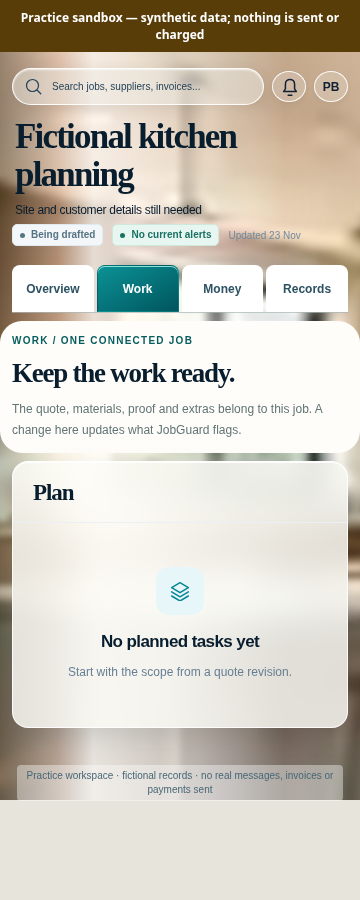 Practice sandbox — synthetic data; nothing is sent or
charged
Search jobs, suppliers, invoices...
PB
Fictional kitchen
planning
Site and customer details still needed
Being drafted
No current alerts
Updated 23 Nov
Overview
Work
Money
Records
WORK / ONE CONNECTED JOB
Keep the work ready.
The quote, materials, proof and extras belong to this job. A
change here updates what JobGuard flags.
Plan
No planned tasks yet
Start with the scope from a quote revision.
Practice workspace · fictional records · no real messages, invoices or
payments sent